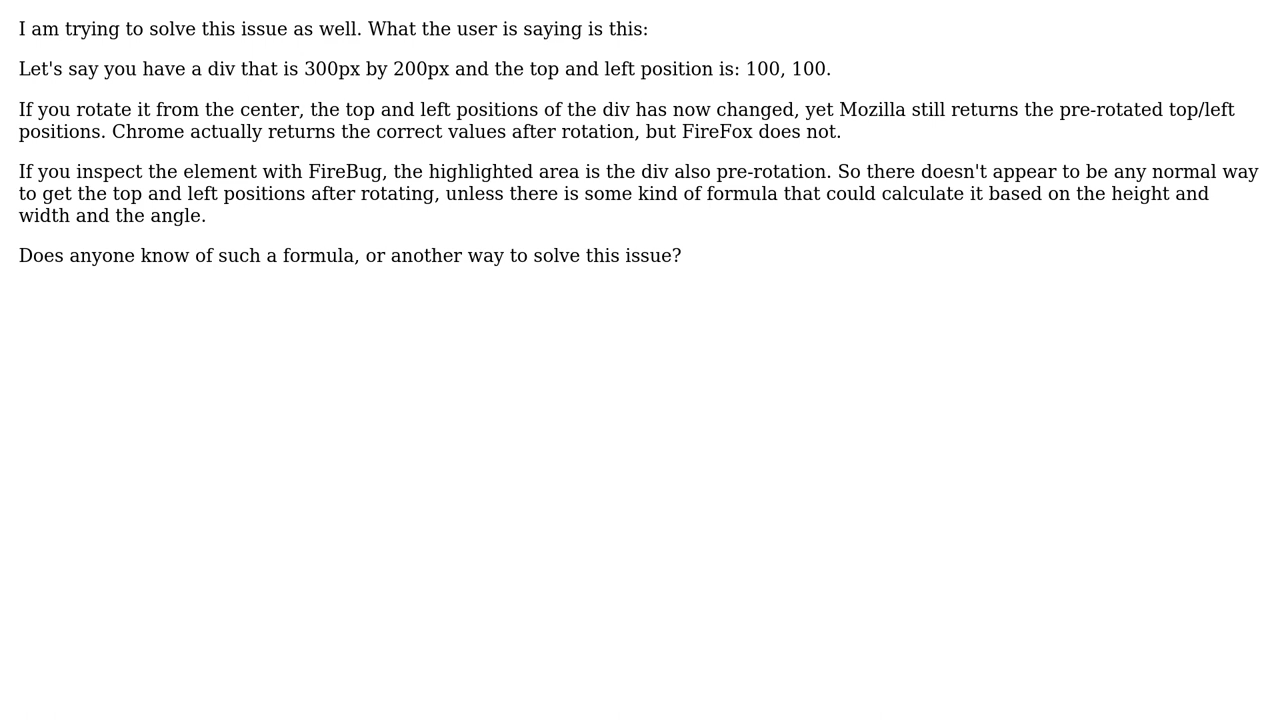 I am trying to solve this issue as well. What the user is saying is this:
Let's say you have a div that is 300px by 200px and the top and left position is: 100, 100.
If you rotate it from the center, the top and left positions of the div has now changed, yet Mozilla still returns the pre-rotated top/left
positions. Chrome actually returns the correct values after rotation, but FireFox does not.
If you inspect the element with FireBug, the highlighted area is the div also pre-rotation. So there doesn't appear to be any normal way
to get the top and left positions after rotating, unless there is some kind of formula that could calculate it based on the height and
width and the angle.
Does anyone know of such a formula, or another way to solve this issue?